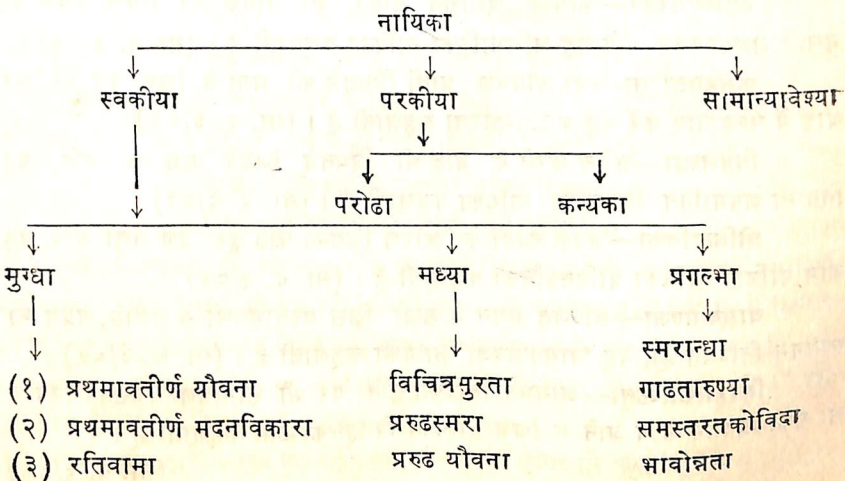 नायिका
स्वकीया परकीया सामान्यावेश्या
परोढा कन्यका
मुग्धा मध्या प्रगल्भा
स्मरान्धा
(१) प्रथमावतीर्ण यौवना विचित्रमुरता गाढतारुण्या
(२) प्रथमावतीर्ण मदनविकारा प्ररुढस्मरा समस्तरतकोविदा
(३) रतिवामा प्ररुढ यौवना भावोन्नता